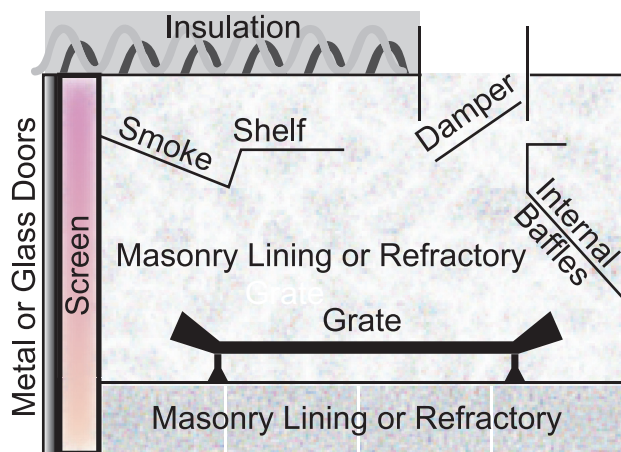 Insulation
Damper
Smoke
Shelf
Metal or Glass Doors
Screen
Internal
Baffles
Masonry Lining or Refractory
Grate
Grate
Masonry Lining or Refractory